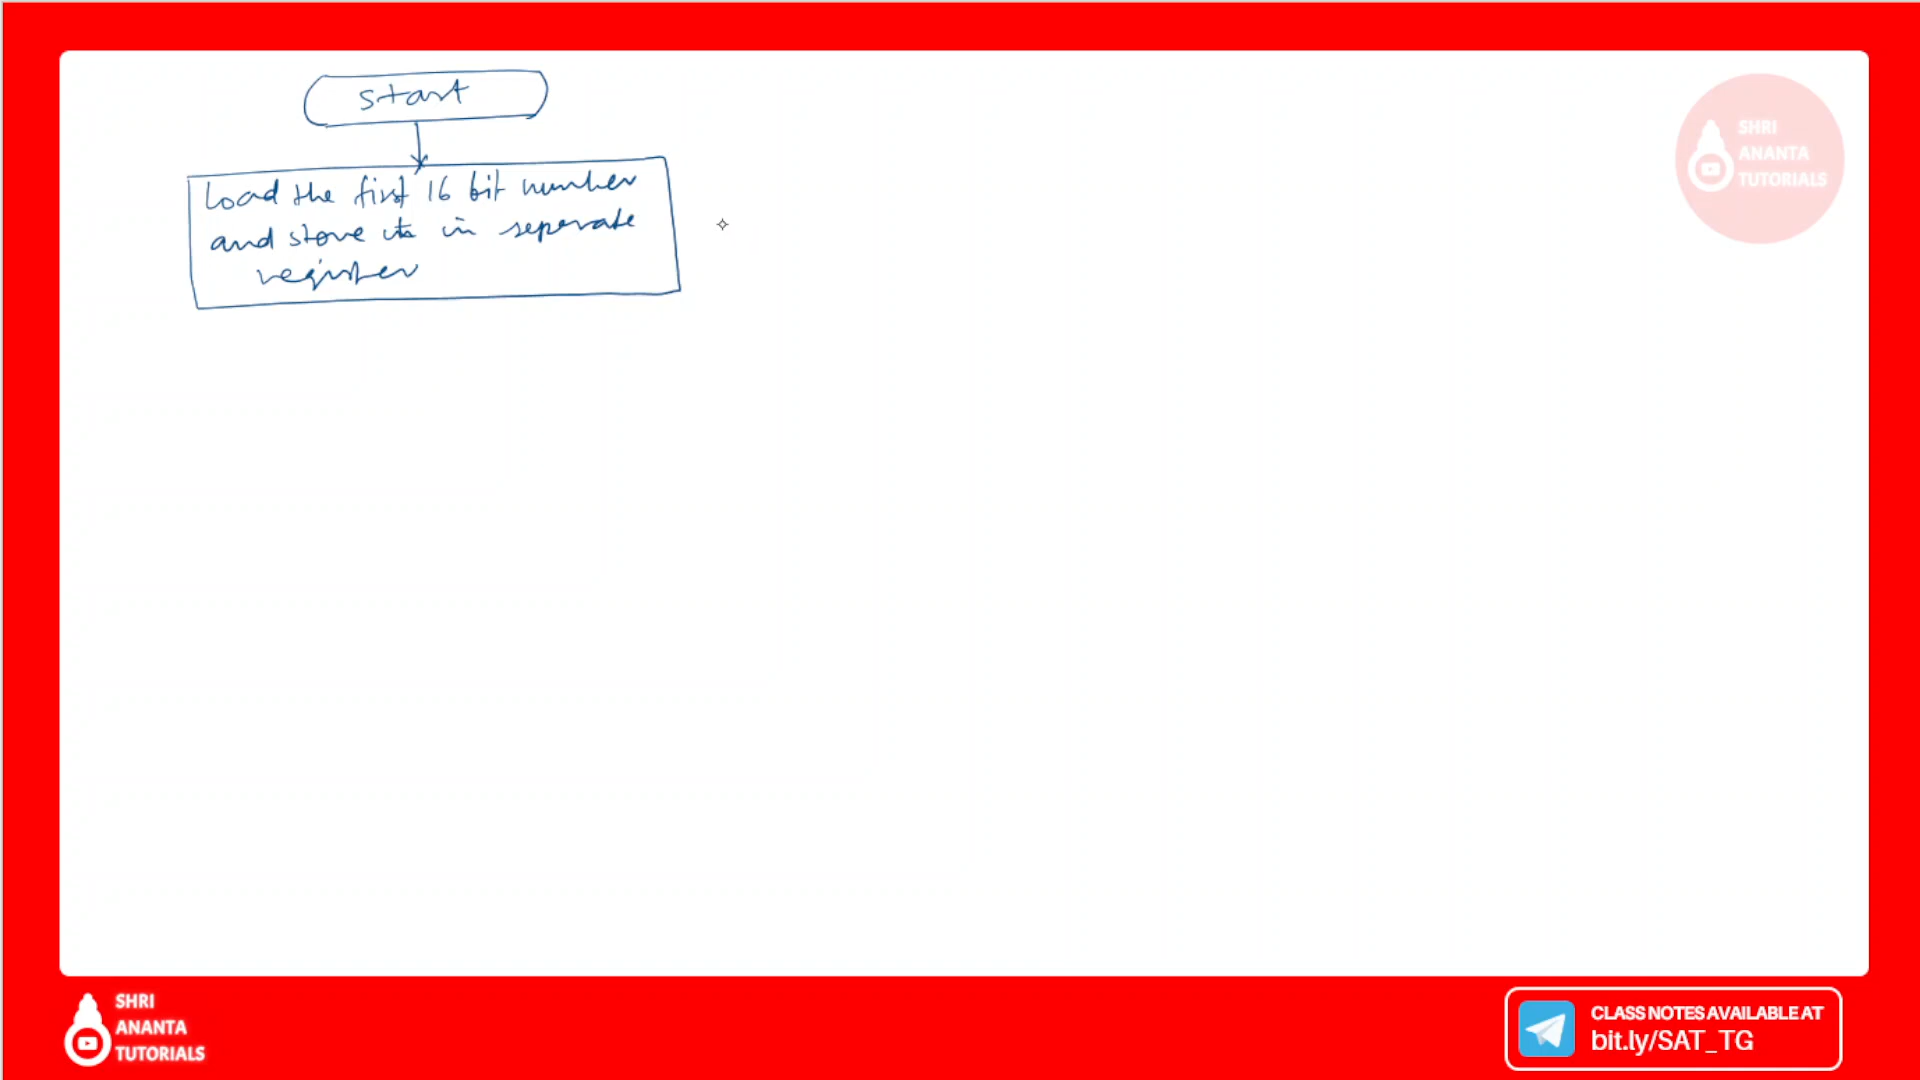 start
Load the first 16 bit number
and store it in seperate
register
SHRI
ANANTA
TUTORIALS
SHRI
ANANTA
TUTORIALS
CLASS NOTES AVAILABLE AT
bit.ly/SAT_TG